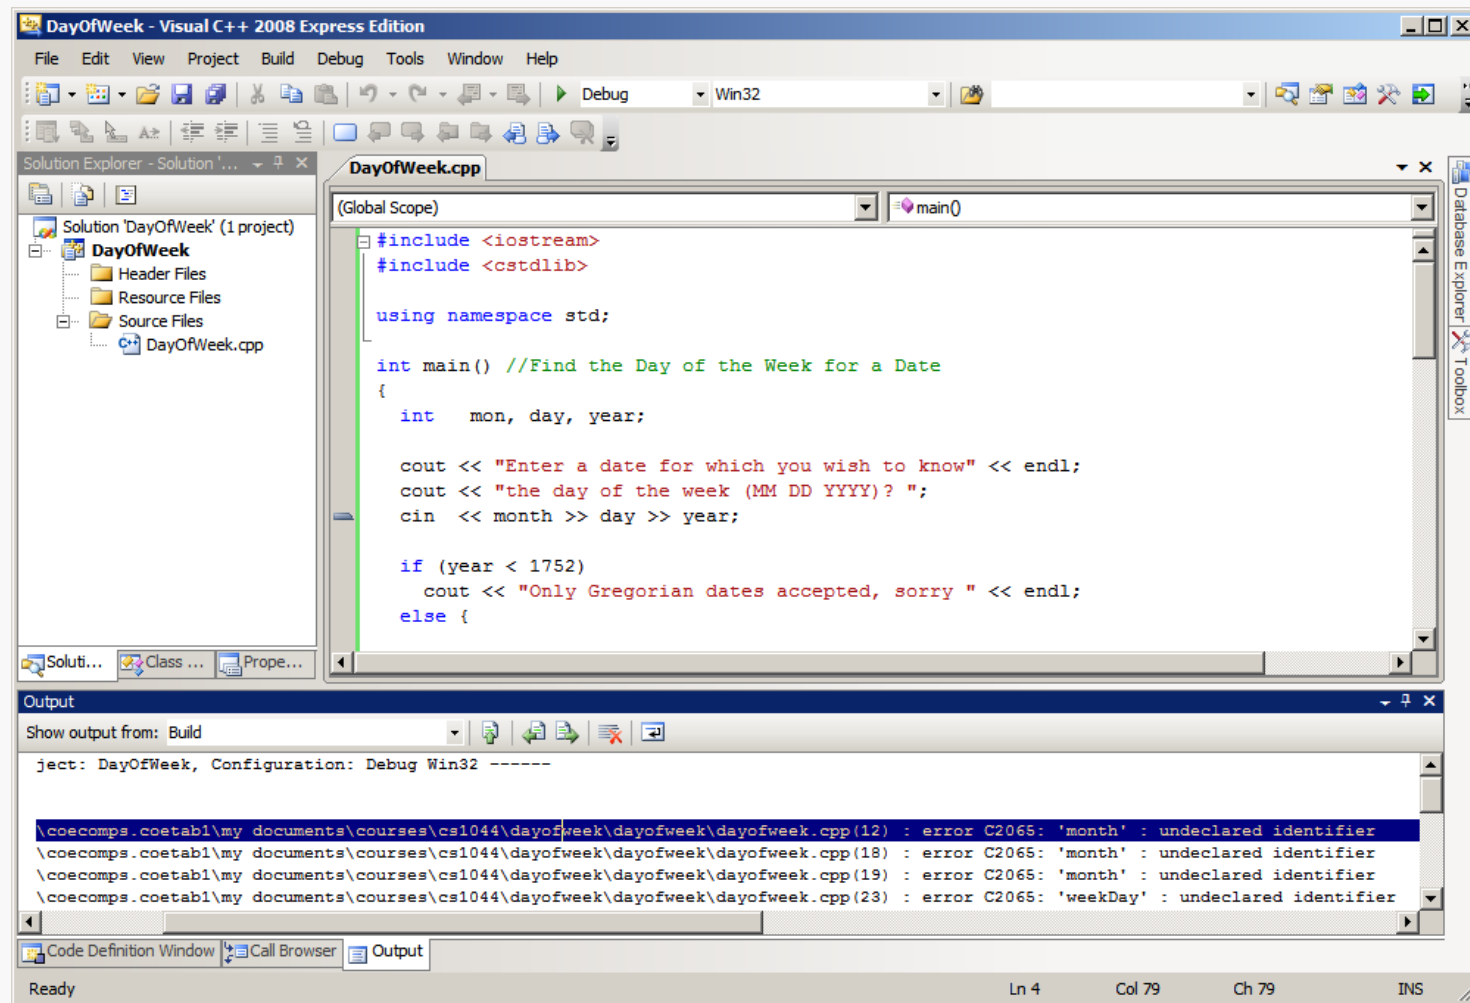 DayOfWeek - Visual C++ 2008 Express Edition
File Edit View Project Build Debug Tools Window Help
Debug Win32
Solution Explorer - Solution '...
DayOfWeek.cpp
(Global Scope) main()
Solution 'DayOfWeek' (1 project)
DayOfWeek
Header Files
Resource Files
Source Files
DayOfWeek.cpp
#include <iostream>
#include <cstdlib>
using namespace std;
int main() //Find the Day of the Week for a Date
{
int mon, day, year;
cout << "Enter a date for which you wish to know" << endl;
cout << "the day of the week (MM DD YYYY)? ";
cin << month >> day >> year;
if (year < 1752)
cout << "Only Gregorian dates accepted, sorry " << endl;
else {
Database Explorer
Toolbox
Soluti... Class ... Prope...
Output
Show output from: Build
ject: DayOfWeek, Configuration: Debug Win32 ------
\coecomps.coetab1\my documents\courses\cs1044\dayofweek\dayofweek\dayofweek.cpp(12) : error C2065: 'month' : undeclared identifier
\coecomps.coetab1\my documents\courses\cs1044\dayofweek\dayofweek\dayofweek.cpp(18) : error C2065: 'month' : undeclared identifier
\coecomps.coetab1\my documents\courses\cs1044\dayofweek\dayofweek\dayofweek.cpp(19) : error C2065: 'month' : undeclared identifier
\coecomps.coetab1\my documents\courses\cs1044\dayofweek\dayofweek\dayofweek.cpp(23) : error C2065: 'weekDay' : undeclared identifier
Code Definition Window Call Browser Output
Ready Ln 4 Col 79 Ch 79 INS